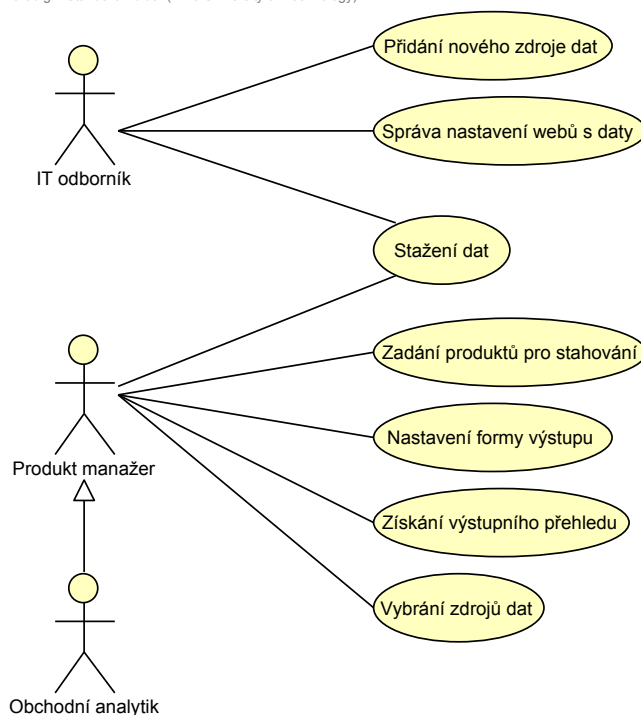 Přidání nového zdroje dat
Správa nastavení webů s daty
IT odborník
Stažení dat
Zadání produktů pro stahování
Nastavení formy výstupu
Produkt manažer
Získání výstupního přehledu
Vybrání zdrojů dat
Obchodní analytik